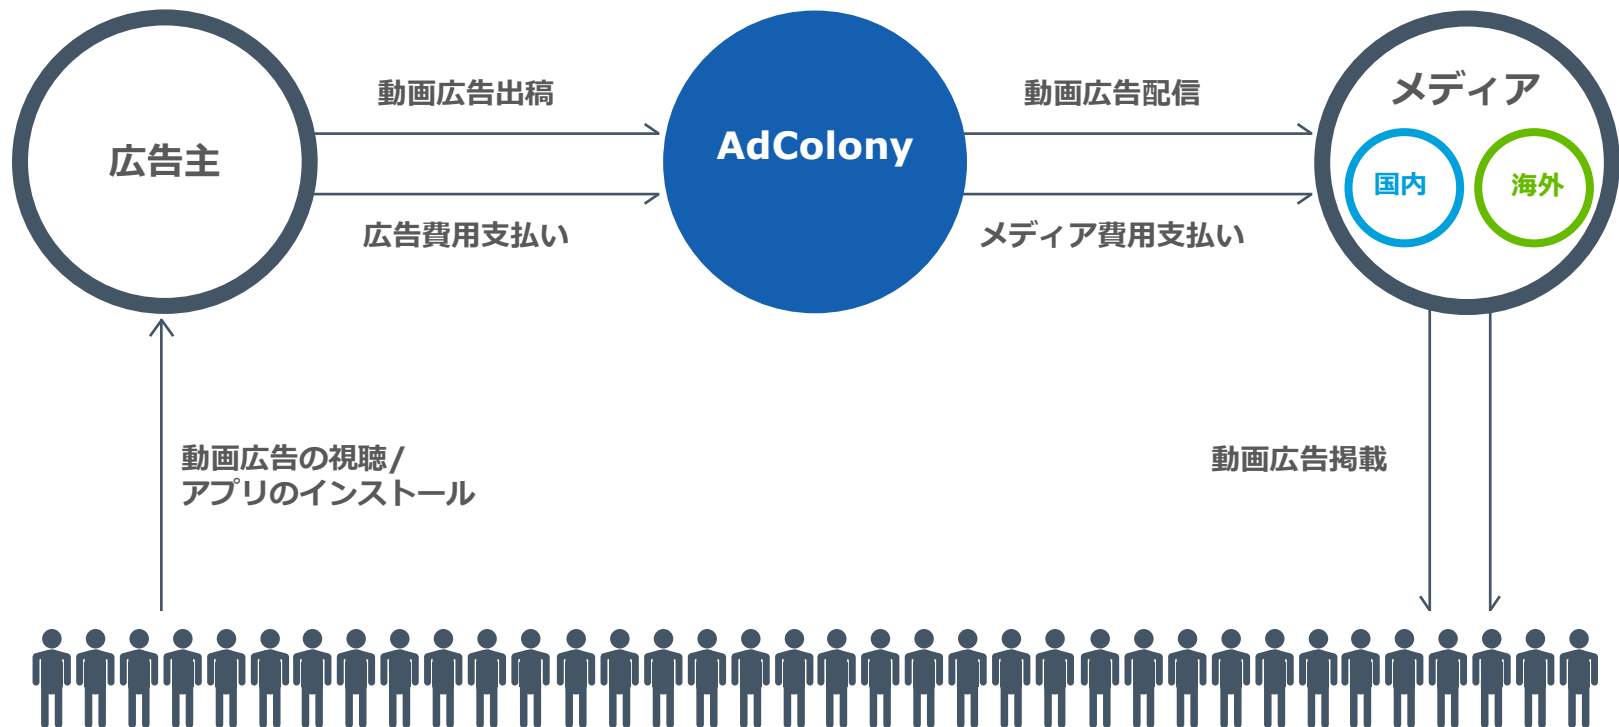 動画広告出稿
動画広告配信
メディア
広告主
AdColony
国内
海外
広告費用支払い
メディア費用支払い
動画広告の視聴/
アプリのインストール
動画広告掲載